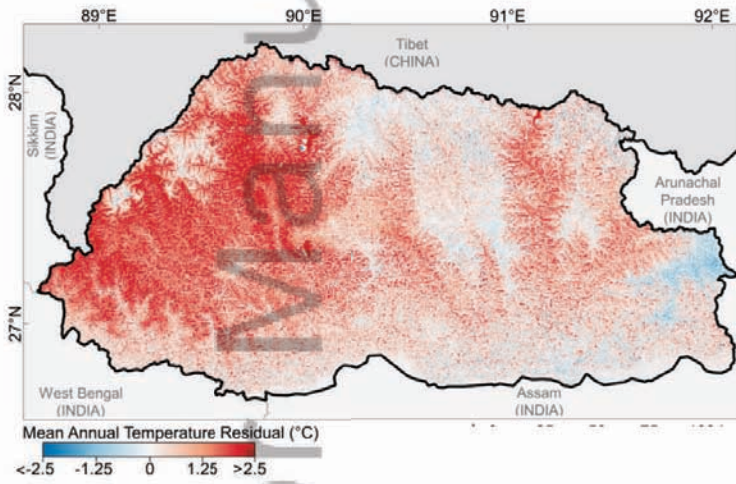 89°E 90°E 91°E 92°E
Tibet
(CHINA)
28°N
Sikkim
(INDIA)
Arunachal
Pradesh
(INDIA)
27°N
West Bengal
(INDIA)
Assam
(INDIA)
Mean Annual Temperature Residual (°C)
<-2.5 -1.25 0 1.25 >2.5
Manu